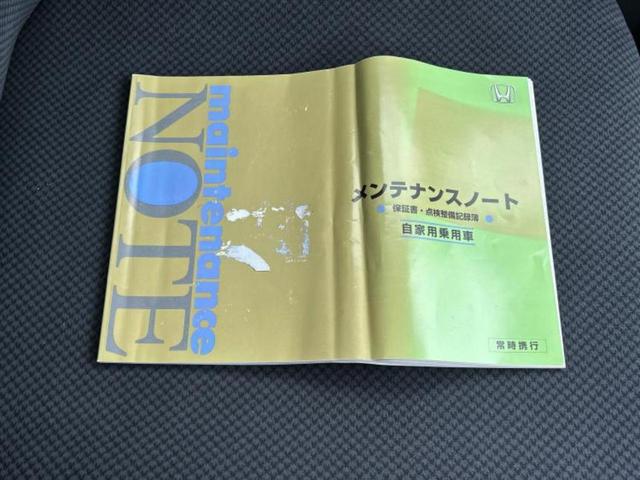 maintenance
NOTE
メンテナンスノート
保証書・点検整備記録簿
自家用乗用車
常時携行